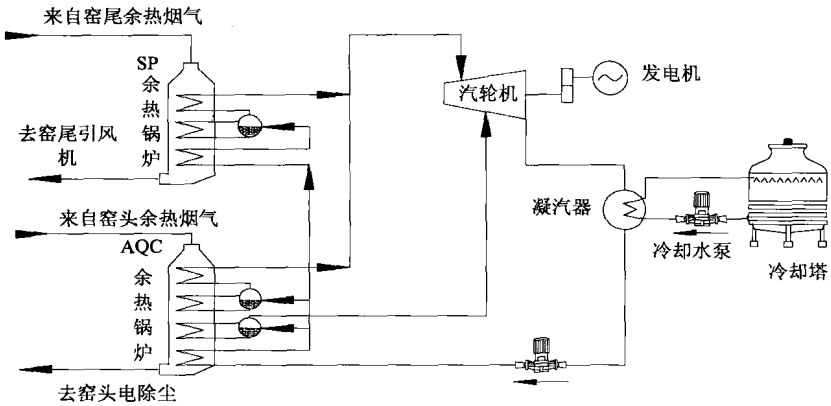 来自窑尾余热烟气
SP
余
热
锅
炉
去窑尾引风
机
来自窑头余热烟气
AQC
余
热
锅
炉
去窑头电除尘
汽轮机
发电机
凝汽器
冷却水泵
冷却塔